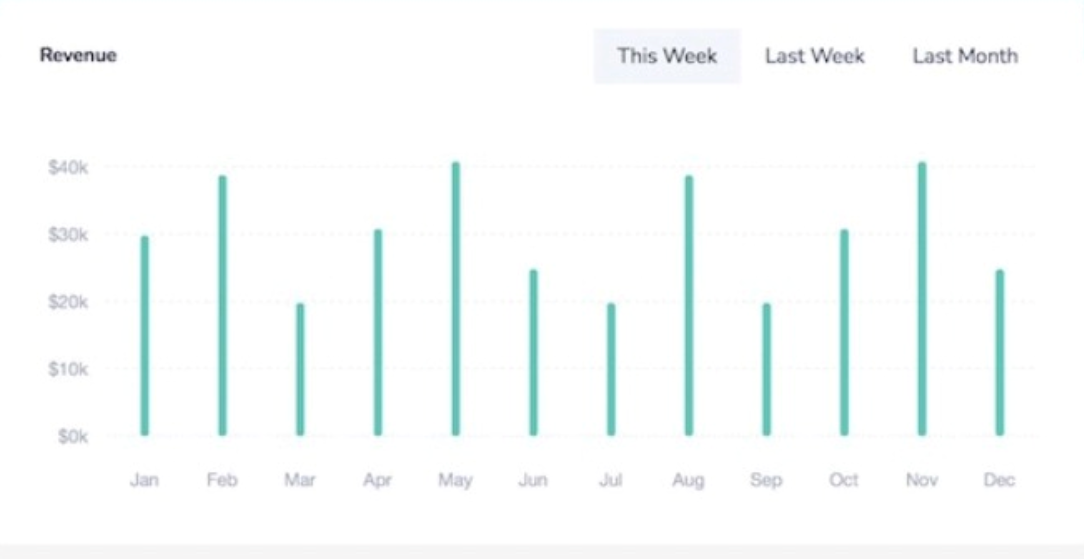 Revenue This Week Last Week Last Month
$40k
$30k
$20k
$10k
$0k
Jan Feb Mar Apr May Jun Jul Aug Sep Oct Nov Dec